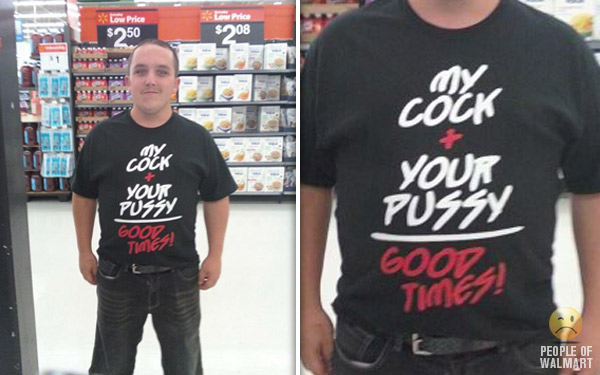 Low Price
$2.50
Low Price
$2.08
MY
COCK
+
YOUR
PUSSY
GOOD
TIMES!
MY
COCK
+
YOUR
PUSSY
GOOD
TIMES!
PEOPLE OF
WALMART